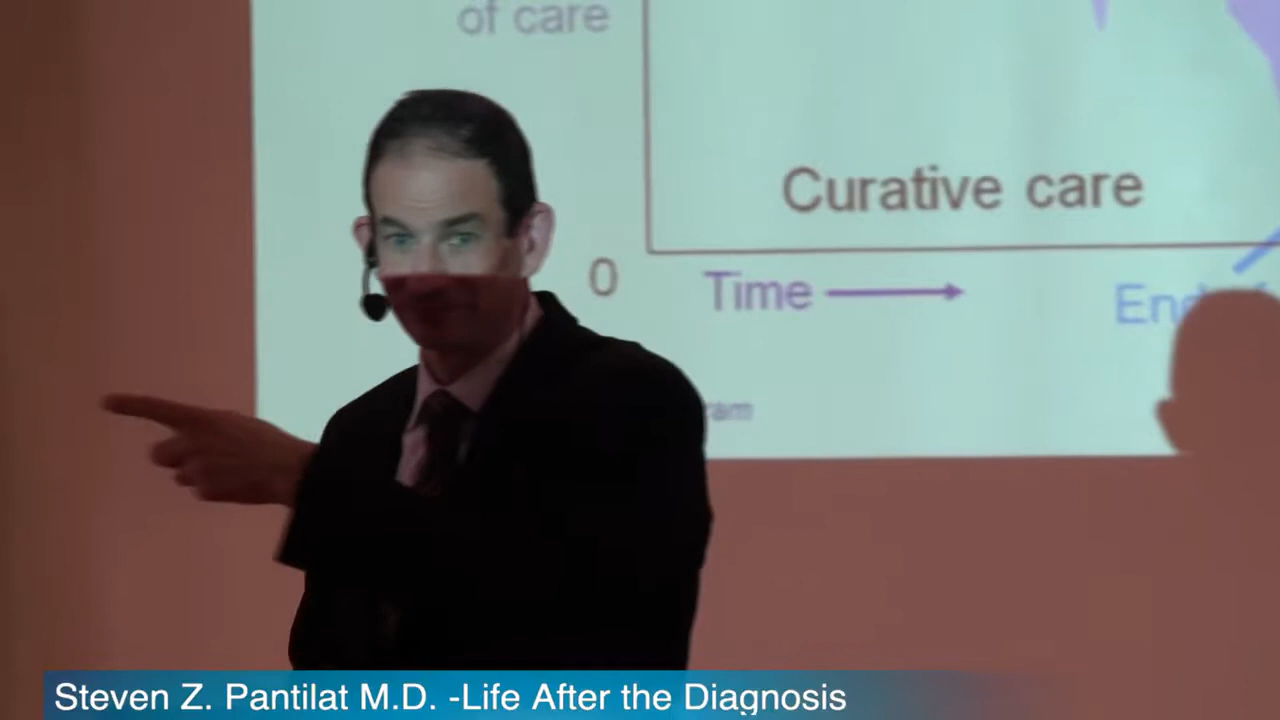 of care
Curative care
0
Time
Steven Z. Pantilat M.D. -Life After the Diagnosis